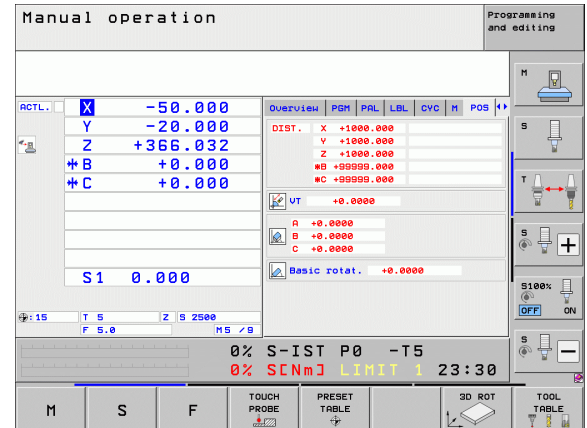 Manual operation
Programming
and editing
ACTL.
X -50.000
Y -20.000
Z +366.032
B +0.000
C +0.000
S1 0.000
:15
T 5
Z S 2500
F 5.0
M5 /9
Overview PGM PAL LBL CYC M POS
DIST.
X +1000.000
Y +1000.000
Z +1000.000
*B +99999.000
*C +99999.000
VT +0.0000
A +0.0000
B +0.0000
C +0.0000
Basic rotat. +0.0000
0% S-IST P0 -T5
0% S[Nm] LIMIT 1 23:30
M
S
T
S
+
S100%
OFF ON
S
−
M
S
F
TOUCH
PROBE
PRESET
TABLE
3D ROT
TOOL
TABLE